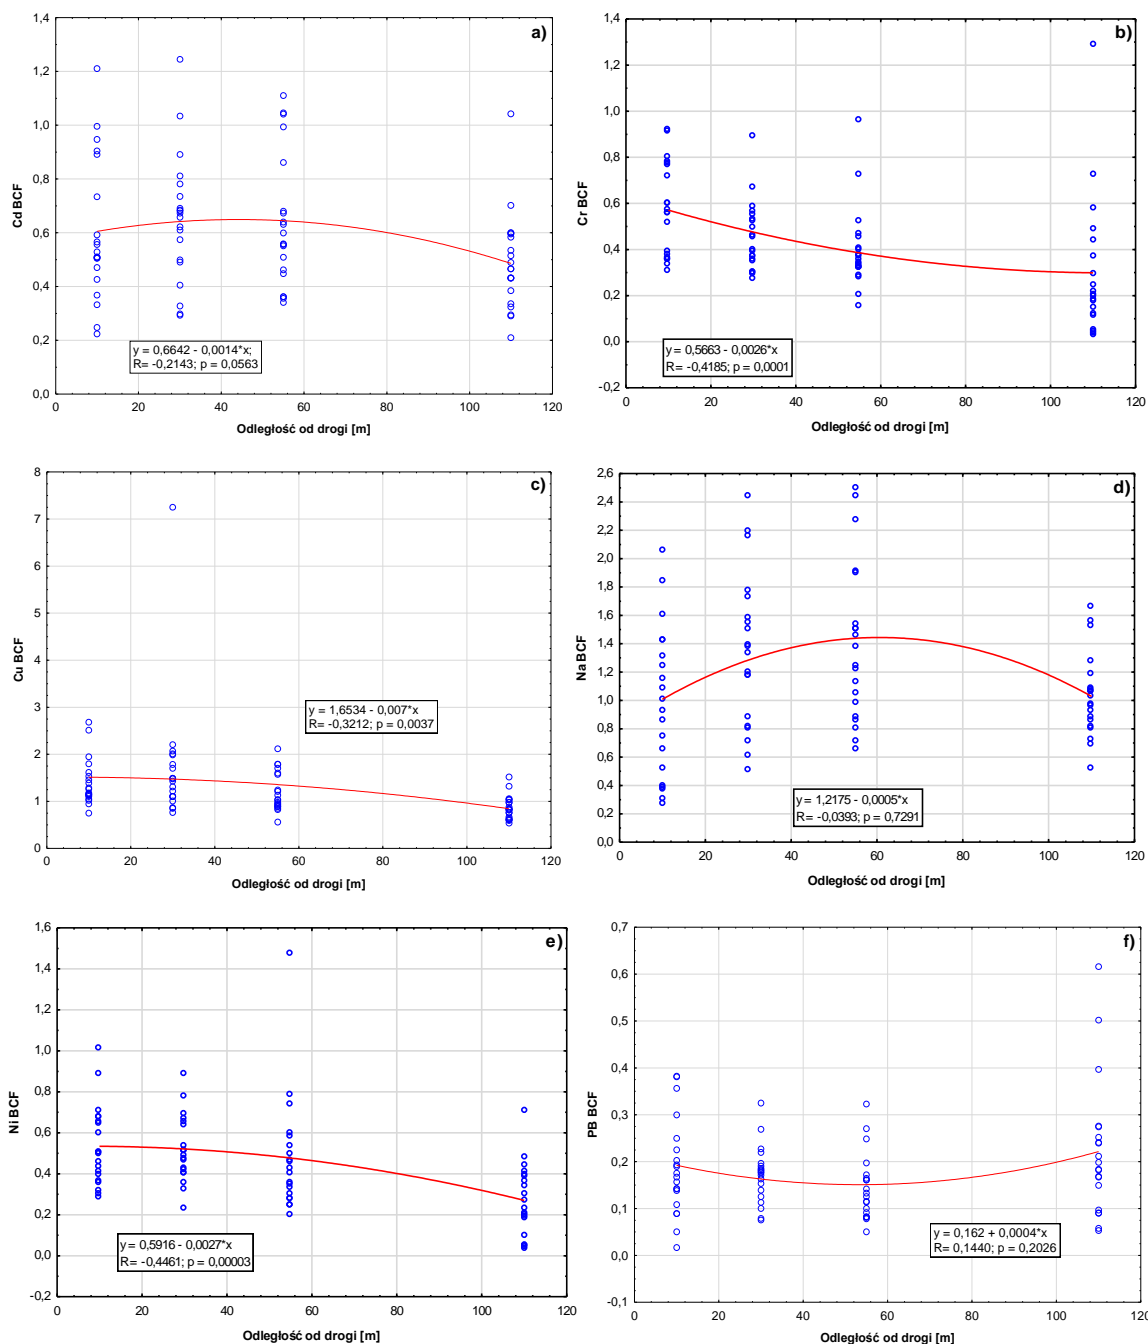 a)
1,4
1,2
1,0
0,8
0,6
0,4
0,2
0,0
Cd BCF
y = 0,6642 - 0,0014*x;
R= -0,2143; p = 0,0563
0 20 40 60 80 100 120
Odległość od drogi [m]
b)
1,4
1,2
1,0
0,8
0,6
0,4
0,2
0,0
-0,2
Cr BCF
y = 0,5663 - 0,0026*x
R= -0,4185; p = 0,0001
0 20 40 60 80 100 120
Odległość od drogi [m]
c)
8
7
6
5
4
3
2
1
0
Cu BCF
y = 1,6534 - 0,007*x
R= -0,3212; p = 0,0037
0 20 40 60 80 100 120
Odległość od drogi [m]
d)
2,6
2,4
2,2
2,0
1,8
1,6
1,4
1,2
1,0
0,8
0,6
0,4
0,2
0,0
Na BCF
y = 1,2175 - 0,0005*x
R= -0,0393; p = 0,7291
0 20 40 60 80 100 120
Odległość od drogi [m]
e)
1,6
1,4
1,2
1,0
0,8
0,6
0,4
0,2
0,0
-0,2
Ni BCF
y = 0,5916 - 0,0027*x
R= -0,4461; p = 0,00003
0 20 40 60 80 100 120
Odległość od drogi [m]
f)
0,7
0,6
0,5
0,4
0,3
0,2
0,1
0,0
-0,1
PB BCF
y = 0,162 + 0,0004*x
R= 0,1440; p = 0,2026
0 20 40 60 80 100 120
Odległość od drogi [m]